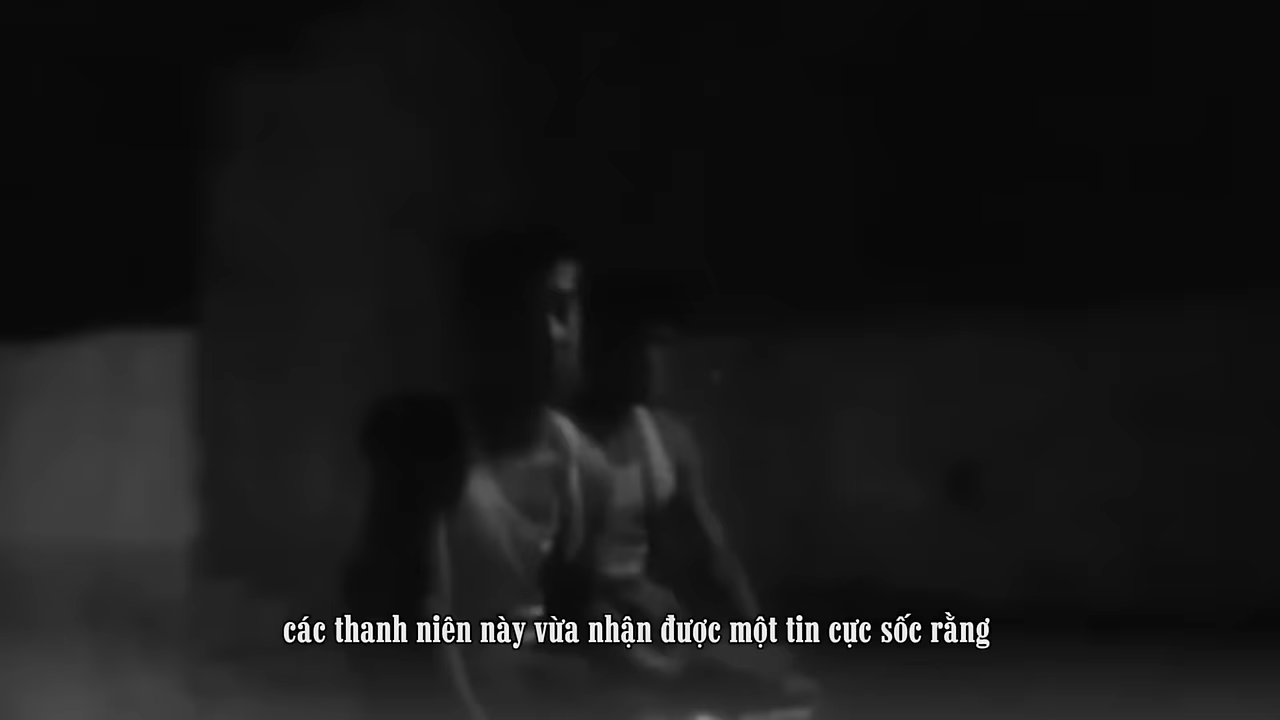 các thanh niên này vừa nhận được một tin cực sốc rằng